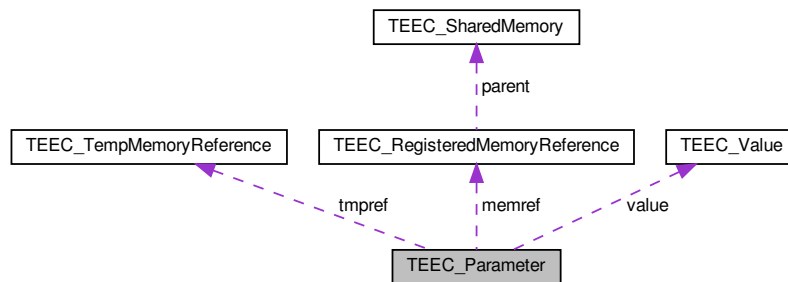 TEEC_SharedMemory
parent
TEEC_TempMemoryReference
TEEC_RegisteredMemoryReference
TEEC_Value
tmpref
memref
value
TEEC_Parameter